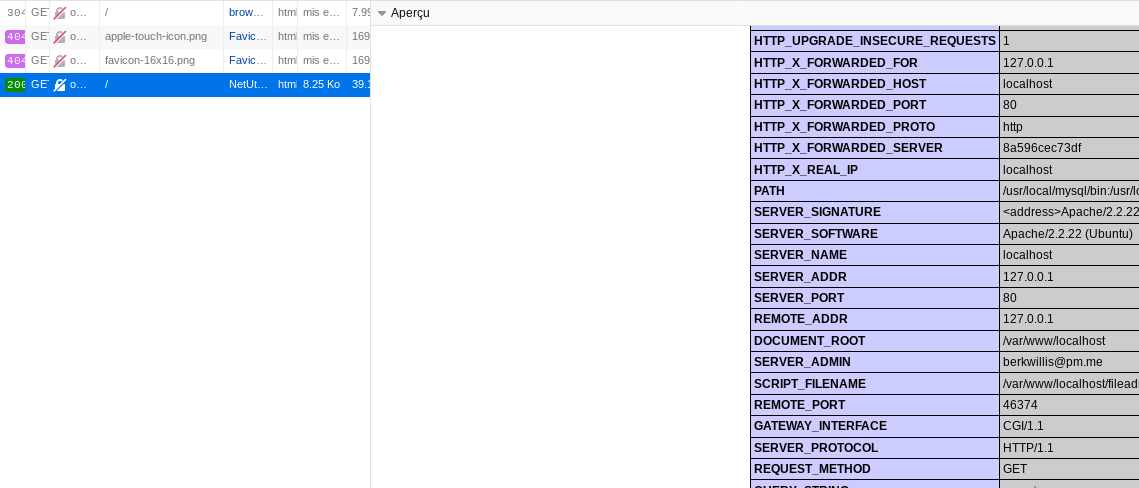 304 GET o… / brow… html mis e… 7.99
404 GET o… apple-touch-icon.png Favic… html mis e… 169
404 GET o… favicon-16x16.png Favic… html mis e… 169
200 GET o… / NetUt… html 8.25 Ko 39.1
Aperçu
HTTP_UPGRADE_INSECURE_REQUESTS 1
HTTP_X_FORWARDED_FOR 127.0.0.1
HTTP_X_FORWARDED_HOST localhost
HTTP_X_FORWARDED_PORT 80
HTTP_X_FORWARDED_PROTO http
HTTP_X_FORWARDED_SERVER 8a596cec73df
HTTP_X_REAL_IP localhost
PATH /usr/local/mysql/bin:/usr/lo
SERVER_SIGNATURE <address>Apache/2.2.22
SERVER_SOFTWARE Apache/2.2.22 (Ubuntu)
SERVER_NAME localhost
SERVER_ADDR 127.0.0.1
SERVER_PORT 80
REMOTE_ADDR 127.0.0.1
DOCUMENT_ROOT /var/www/localhost
SERVER_ADMIN berkwillis@pm.me
SCRIPT_FILENAME /var/www/localhost/filead
REMOTE_PORT 46374
GATEWAY_INTERFACE CGI/1.1
SERVER_PROTOCOL HTTP/1.1
REQUEST_METHOD GET
QUERY_STRING